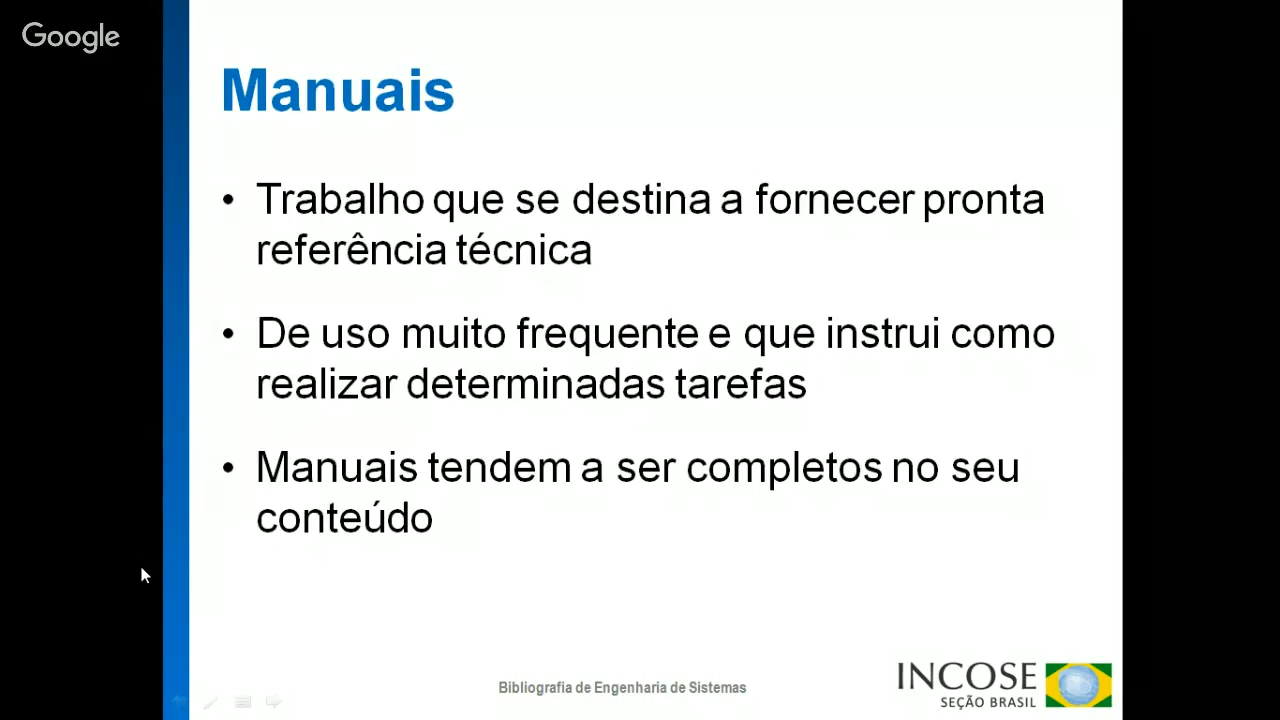 Google
Manuais
• Trabalho que se destina a fornecer pronta
referência técnica
• De uso muito frequente e que instrui como
realizar determinadas tarefas
• Manuais tendem a ser completos no seu
conteúdo
Bibliografia de Engenharia de Sistemas
INCOSE
SEÇÃO BRASIL